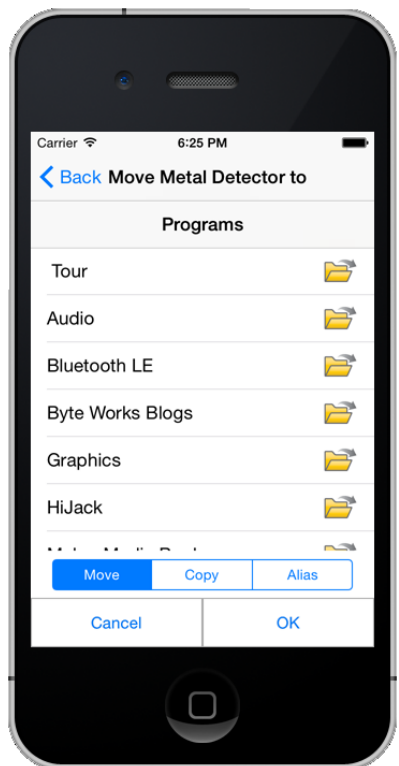 Carrier 6:25 PM
Back Move Metal Detector to
Programs
Tour
Audio
Bluetooth LE
Byte Works Blogs
Graphics
HiJack
Move Copy Alias
Cancel OK